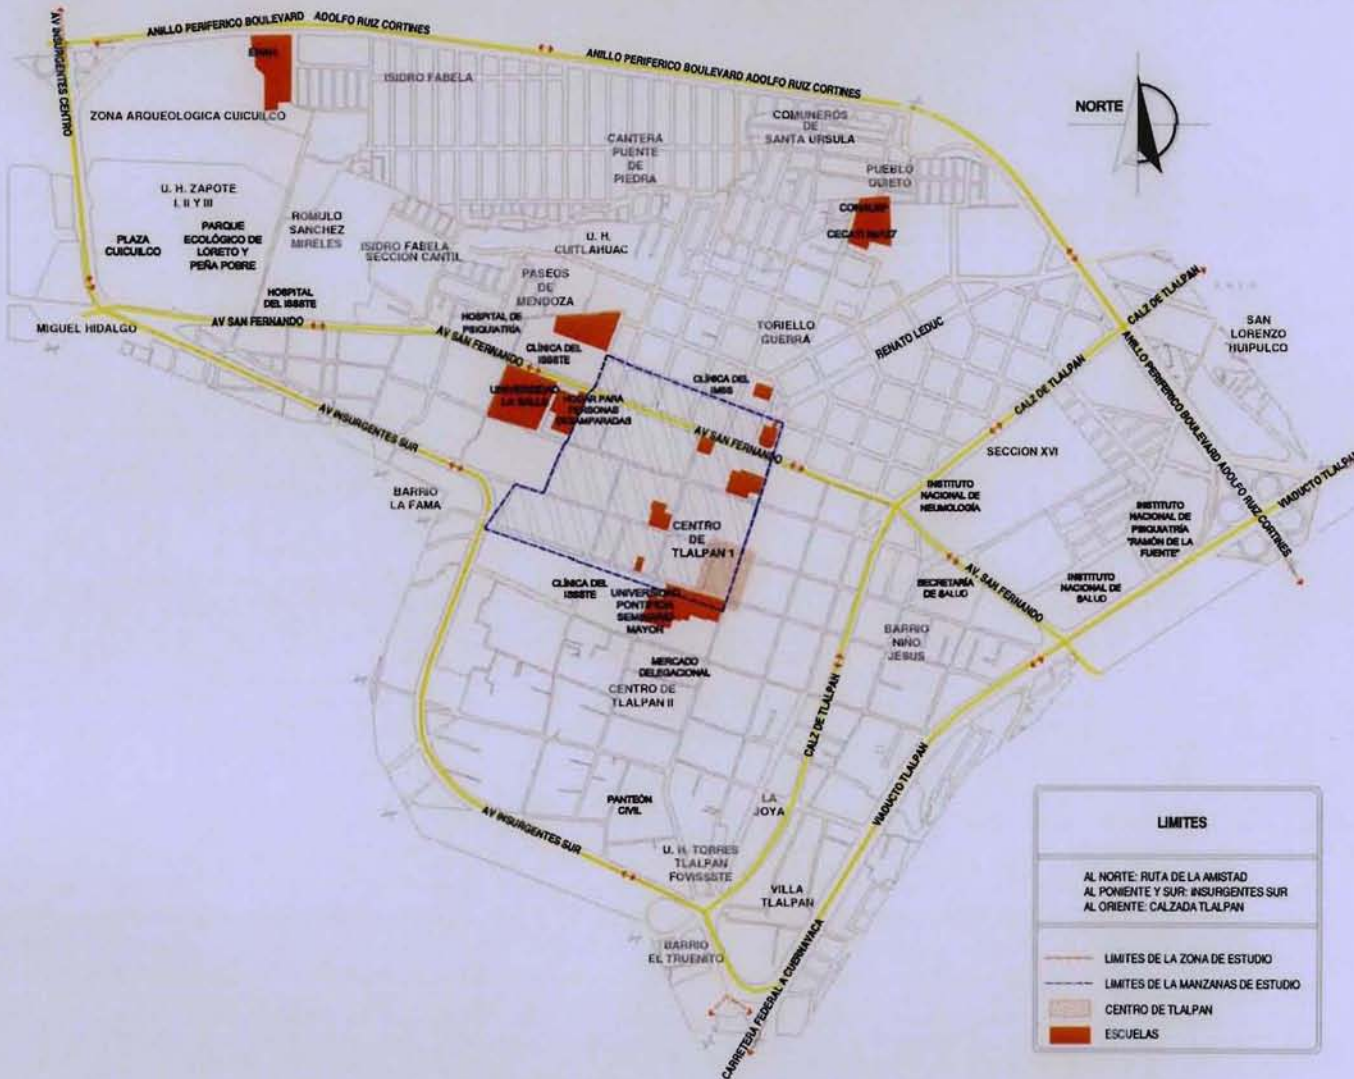 ANILLO PERIFERICO BOULEVARD ADOLFO RUIZ CORTINES
ANILLO PERIFERICO BOULEVARD ADOLFO RUIZ CORTINES
AV INSURGENTES CENTRO
ENAH
ISIDRO FABELA
ZONA ARQUEOLOGICA CUICUILCO
NORTE
COMUNEROS
DE
SANTA URSULA
CANTERA
PUENTE
DE
PIEDRA
PUEBLO
QUIETO
U. H. ZAPOTE
I, II Y III
CONALEP
ROMULO
SANCHEZ
MIRELES
PLAZA
CUICUILCO
PARQUE
ECOLÓGICO DE
LORETO Y
PEÑA POBRE
ISIDRO FABELA
SECCION CANTIL
U. H.
CUITLAHUAC
PASEOS
DE
MENDOZA
HOSPITAL
DEL ISSSTE
MIGUEL HIDALGO
AV SAN FERNANDO
AV SAN FERNANDO
HOSPITAL DE
PSIQUIATRÍA
CLÍNICA DEL
ISSSTE
TORIELLO
GUERRA
RENATO LEDUC
CALZ DE TLALPAN
SAN
LORENZO
HUIPULCO
ANILLO PERIFERICO BOULEVARD ADOLFO RUIZ CORTINES
CLÍNICA DEL
IMSS
UNIVERSIDAD
LA SALLE
HOGAR PARA
PERSONAS
DESAMPARADAS
CALZ DE TLALPAN
AV INSURGENTES SUR
AV SAN FERNANDO
SECCION XVI
VIADUCTO TLALPAN
BARRIO
LA FAMA
INSTITUTO
NACIONAL DE
NEUMOLOGÍA
INSTITUTO
NACIONAL DE
PSIQUIATRÍA
"RAMÓN DE LA
FUENTE"
CENTRO
DE
TLALPAN 1
AV. SAN FERNANDO
CLÍNICA DEL
ISSSTE
UNIVERSIDAD
PONTIFICIA
SEMINARIO
MAYOR
SECRETARÍA
DE SALUD
INSTITUTO
NACIONAL DE
SALUD
BARRIO
NIÑO
JESUS
MERCADO
DELEGACIONAL
CENTRO DE
TLALPAN II
CALZ DE TLALPAN
VIADUCTO TLALPAN
PANTEÓN
CIVIL
LA
JOYA
AV INSURGENTES SUR
U. H. TORRES
TLALPAN
FOVISSSTE
VILLA
TLALPAN
BARRIO
EL TRUENITO
CARRETERA FEDERAL A CUERNAVACA
LIMITES
AL NORTE: RUTA DE LA AMISTAD
AL PONIENTE Y SUR: INSURGENTES SUR
AL ORIENTE: CALZADA TLALPAN
LIMITES DE LA ZONA DE ESTUDIO
LIMITES DE LA MANZANAS DE ESTUDIO
CENTRO DE TLALPAN
ESCUELAS